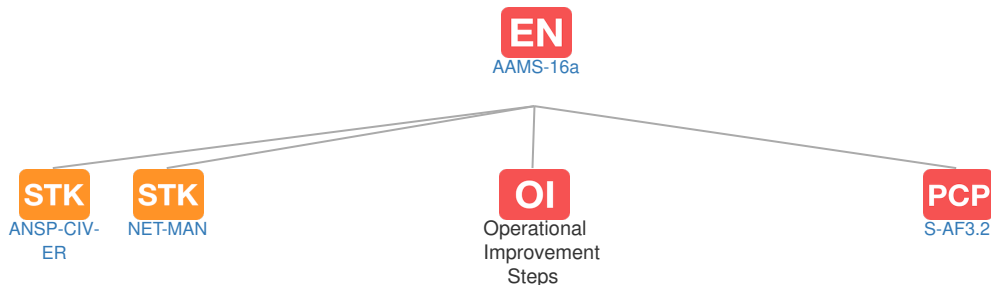 EN
AAMS-16a
STK STK OI PCP
ANSP-CIV- NET-MAN Operational S-AF3.2
ER Improvement
Steps